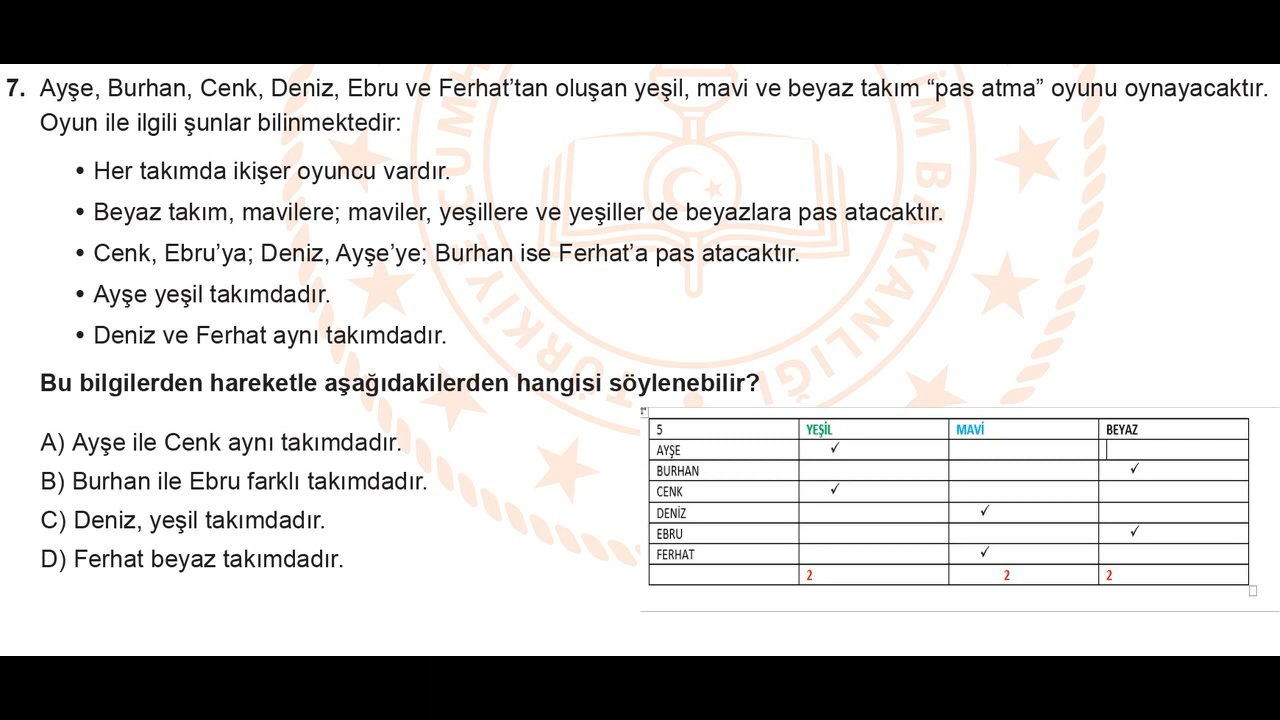 7. Ayşe, Burhan, Cenk, Deniz, Ebru ve Ferhat’tan oluşan yeşil, mavi ve beyaz takım “pas atma” oyunu oynayacaktır.
Oyun ile ilgili şunlar bilinmektedir:
• Her takımda ikişer oyuncu vardır.
• Beyaz takım, mavilere; maviler, yeşillere ve yeşiller de beyazlara pas atacaktır.
• Cenk, Ebru’ya; Deniz, Ayşe’ye; Burhan ise Ferhat’a pas atacaktır.
• Ayşe yeşil takımdadır.
• Deniz ve Ferhat aynı takımdadır.
Bu bilgilerden hareketle aşağıdakilerden hangisi söylenebilir?
A) Ayşe ile Cenk aynı takımdadır.
B) Burhan ile Ebru farklı takımdadır.
C) Deniz, yeşil takımdadır.
D) Ferhat beyaz takımdadır.
5 YEŞİL MAVİ BEYAZ
AYŞE ✓
BURHAN ✓
CENK ✓
DENİZ ✓
EBRU ✓
FERHAT ✓
2 2 2